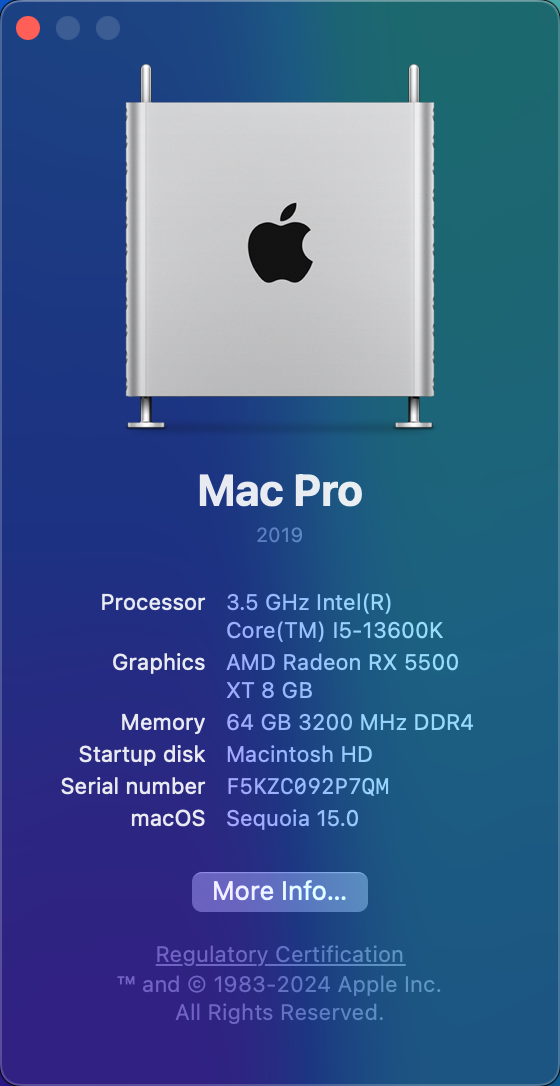 Mac Pro
2019
Processor 3.5 GHz Intel(R)
Core(TM) I5-13600K
Graphics AMD Radeon RX 5500
XT 8 GB
Memory 64 GB 3200 MHz DDR4
Startup disk Macintosh HD
Serial number F5KZC092P7QM
macOS Sequoia 15.0
More Info...
Regulatory Certification
™ and © 1983-2024 Apple Inc.
All Rights Reserved.